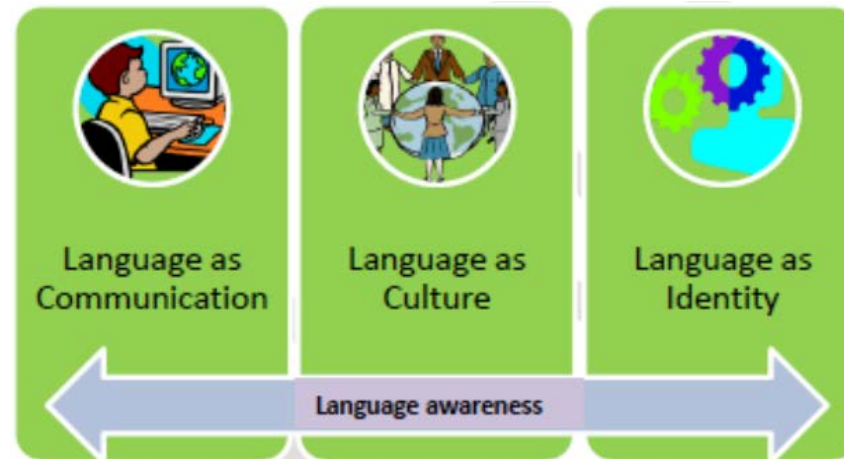 Language as
Communication
Language as
Culture
Language as
Identity
Language awareness